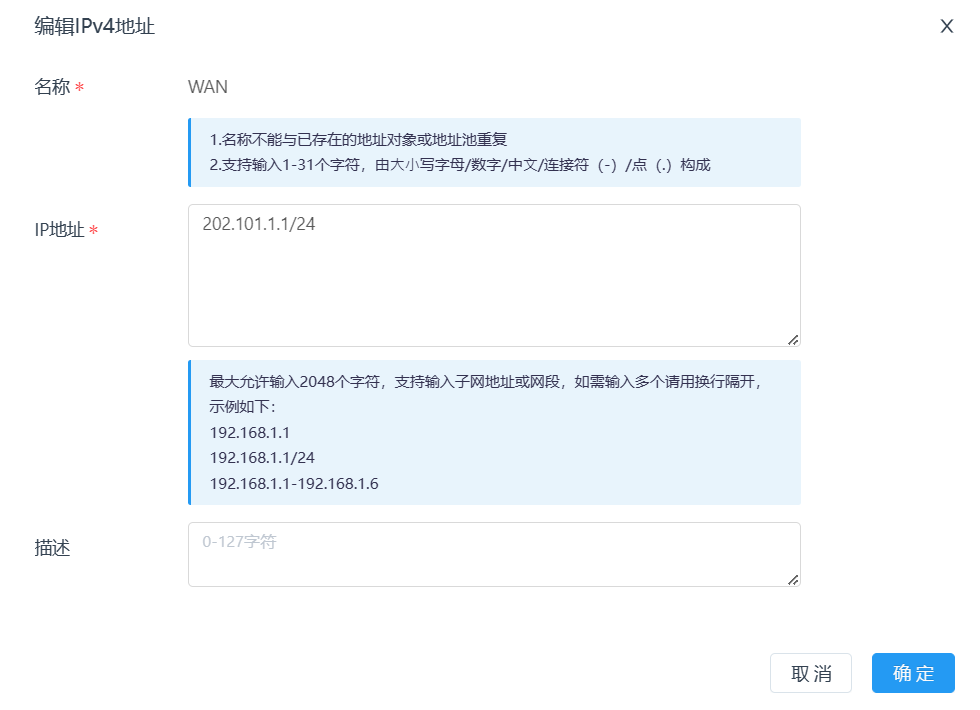 编辑IPv4地址
X
名称 *
WAN
1.名称不能与已存在的地址对象或地址池重复
2.支持输入1-31个字符，由大小写字母/数字/中文/连接符（-）/点（.）构成
IP地址 *
202.101.1.1/24
最大允许输入2048个字符，支持输入子网地址或网段，如需输入多个请用换行隔开，
示例如下：
192.168.1.1
192.168.1.1/24
192.168.1.1-192.168.1.6
描述
0-127字符
取消
确定